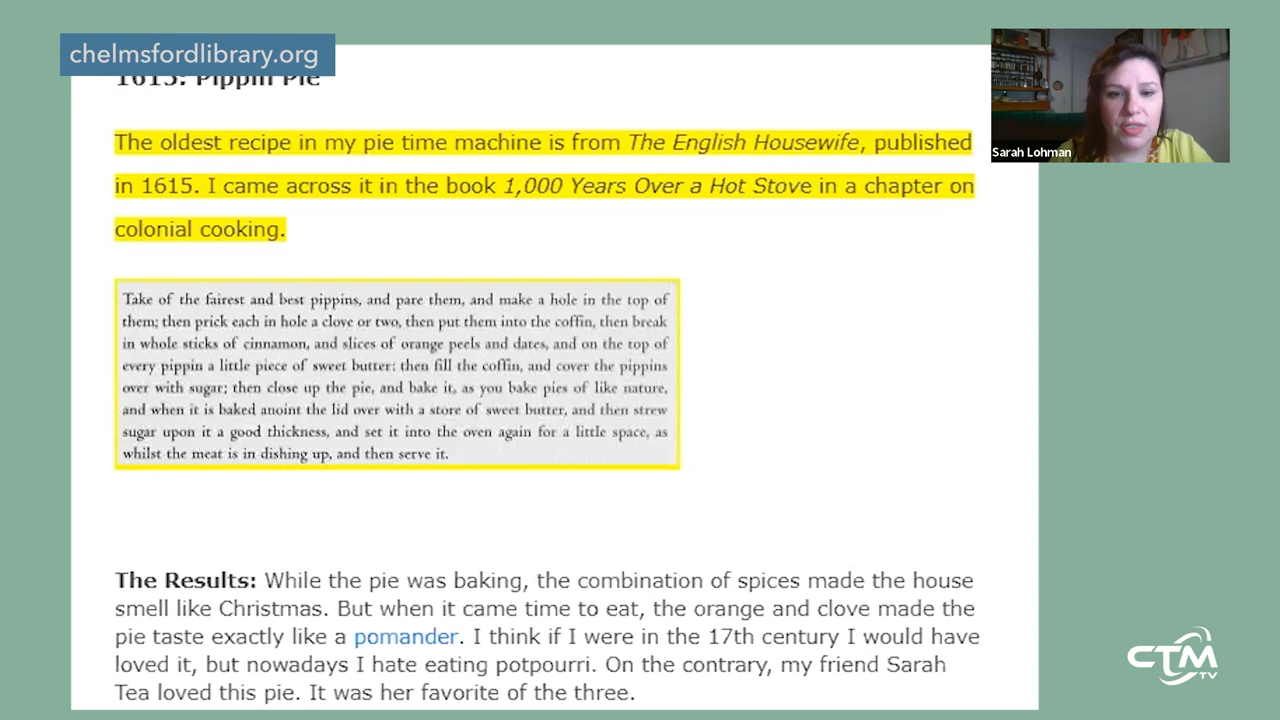 chelmsfordlibrary.org
1615: Pippin Pie
The oldest recipe in my pie time machine is from The English Housewife, published
in 1615. I came across it in the book 1,000 Years Over a Hot Stove in a chapter on
colonial cooking.
Take of the fairest and best pippins, and pare them, and make a hole in the top of
them; then prick each in hole a clove or two, then put them into the coffin, then break
in whole sticks of cinnamon, and slices of orange peels and dates, and on the top of
every pippin a little piece of sweet butter: then fill the coffin, and cover the pippins
over with sugar; then close up the pie, and bake it, as you bake pies of like nature,
and when it is baked anoint the lid over with a store of sweet butter, and then strew
sugar upon it a good thickness, and set it into the oven again for a little space, as
whilst the meat is in dishing up, and then serve it.
The Results: While the pie was baking, the combination of spices made the house
smell like Christmas. But when it came time to eat, the orange and clove made the
pie taste exactly like a pomander. I think if I were in the 17th century I would have
loved it, but nowadays I hate eating potpourri. On the contrary, my friend Sarah
Tea loved this pie. It was her favorite of the three.
Sarah Lohman
CTM
TV